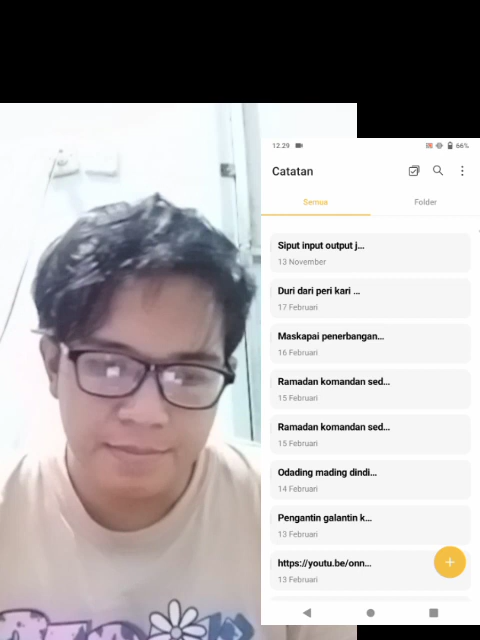 12.29
66%
Catatan
Semua
Folder
Siput input output j...
13 November
Duri dari peri kari ...
17 Februari
Maskapai penerbangan...
16 Februari
Ramadan komandan sed...
15 Februari
Ramadan komandan sed...
15 Februari
Odading mading dindi...
14 Februari
Pengantin galantin k...
13 Februari
https://youtu.be/onn...
13 Februari